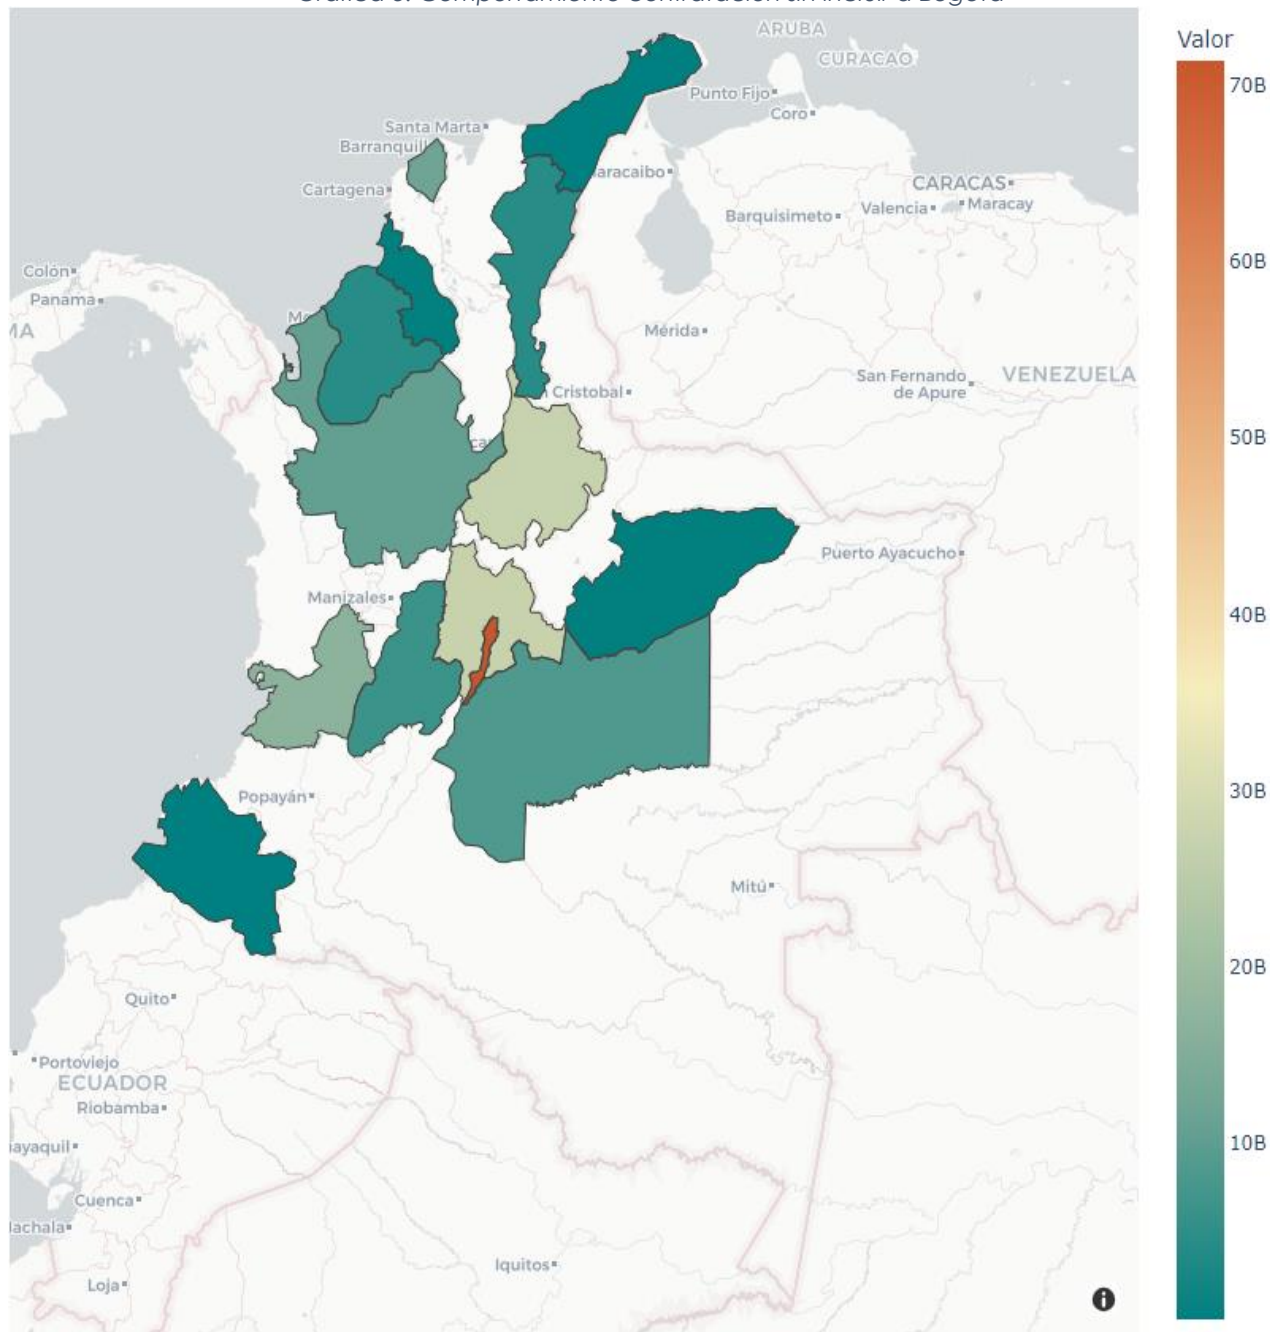 Valor
70B
60B
50B
40B
30B
20B
10B
ARUBA
CURACAO
Punto Fijo
Coro
Santa Marta
Barranquill
Cartagena
aracaibo
CARACAS
Barquisimeto
Valencia
Maracay
Colón
Panama
MA
Mérida
San Fernando
de Apure
VENEZUELA
Cristobal
Puerto Ayacucho
Manizales
Popayán
Mitú
Quito
Portoviejo
ECUADOR
Riobamba
ayaquil
Cuenca
achala
Loja
Iquitos